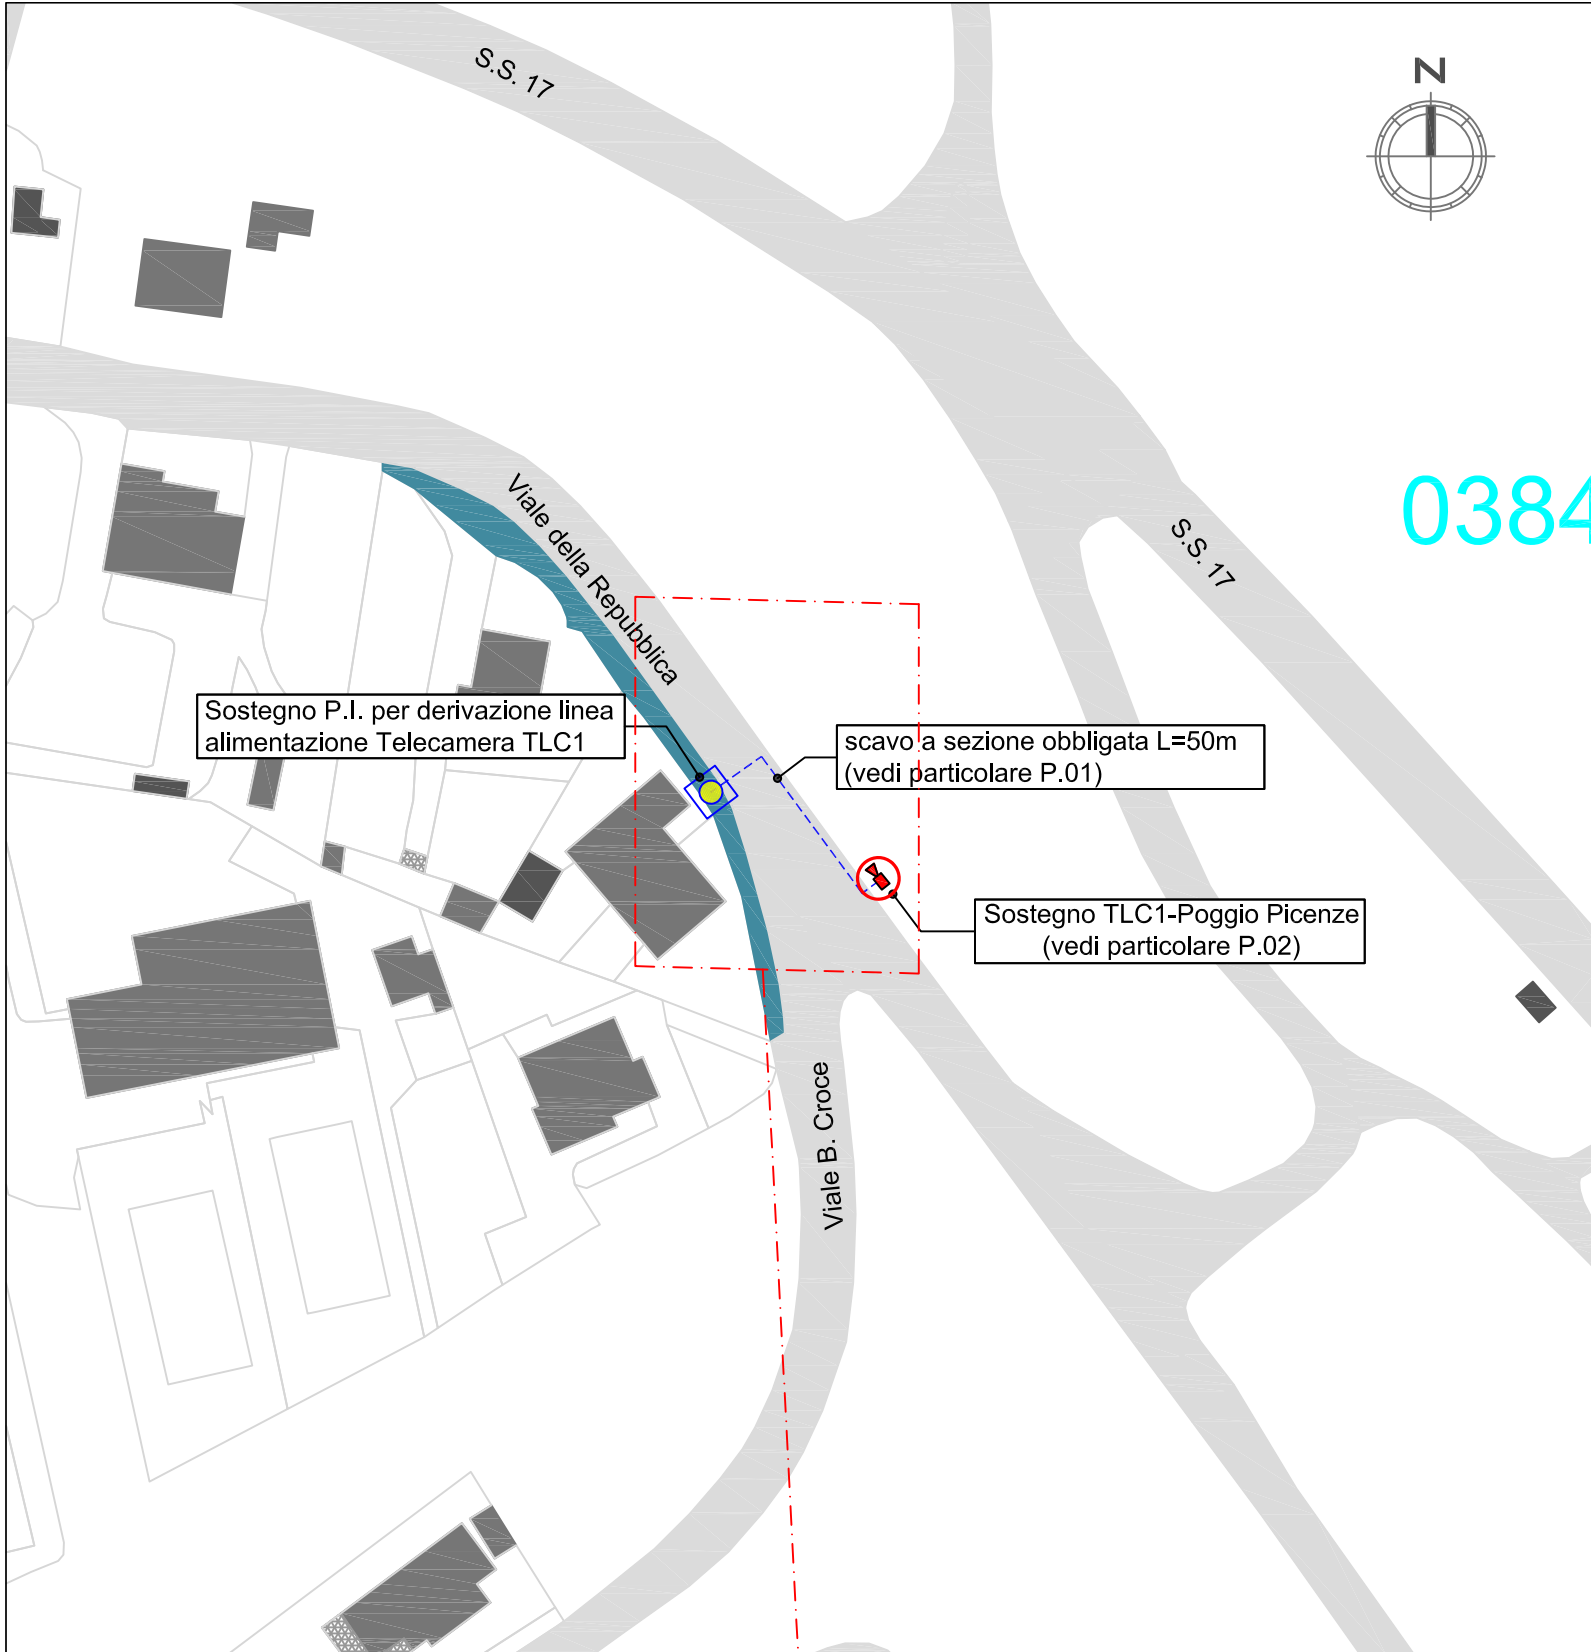 S.S. 17
N
0384
Viale della Repubblica
S.S. 17
Sostegno P.I. per derivazione linea
alimentazione Telecamera TLC1
scavo a sezione obbligata L=50m
(vedi particolare P.01)
Sostegno TLC1-Poggio Picenze
(vedi particolare P.02)
Viale B. Croce